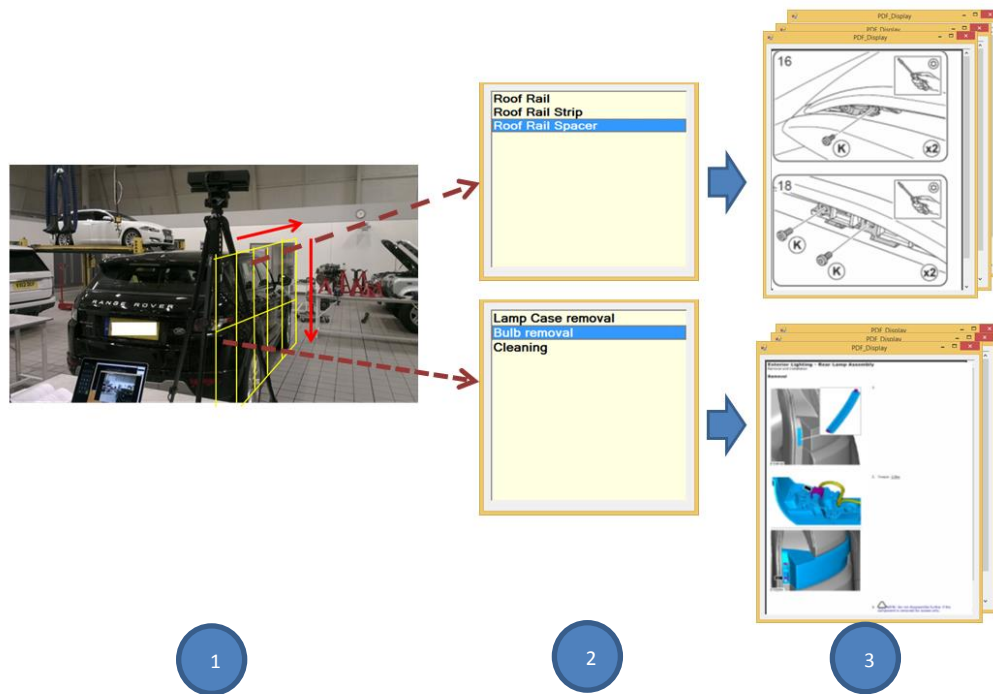 PDF_Display
PDF_Display
PDF_Display
16
K
x2
18
K
K
x2
Roof Rail
Roof Rail Strip
Roof Rail Spacer
RANGE ROVER
Lamp Case removal
Bulb removal
Cleaning
PDF_Display
PDF_Display
PDF_Display
Exterior Lighting - Rear Lamp Assembly
Removal
1
2
3